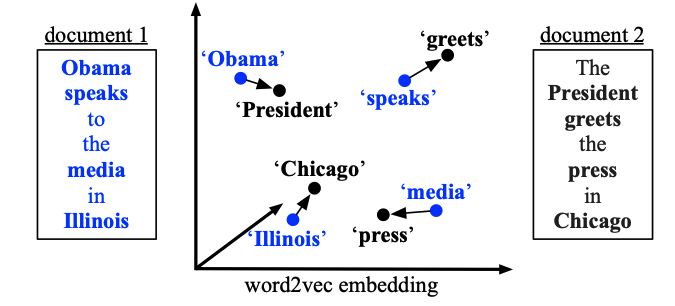 document 1
Obama
speaks
to
the
media
in
Illinois
‘Obama’
‘President’
‘greets’
‘speaks’
‘Chicago’
‘Illinois’
‘media’
‘press’
word2vec embedding
document 2
The
President
greets
the
press
in
Chicago